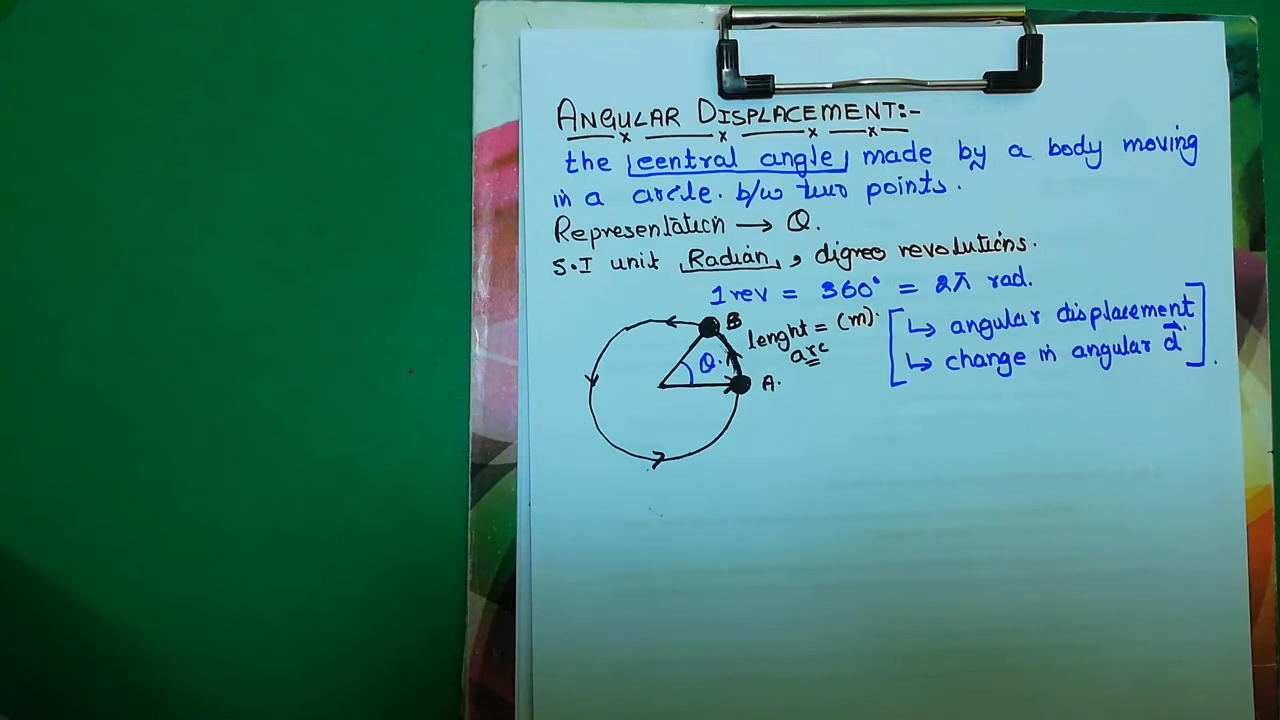 ANGULAR DISPLACEMENT:-
the central angle made by a body moving
in a circle. b/w two points.
Representation → Θ.
S.I unit Radian, digree revolutions.
1 rev = 360° = 2π rad.
B
lenght = (m).
arc
Θ.
A.
↳ angular displacement
↳ change in angular d⃗.